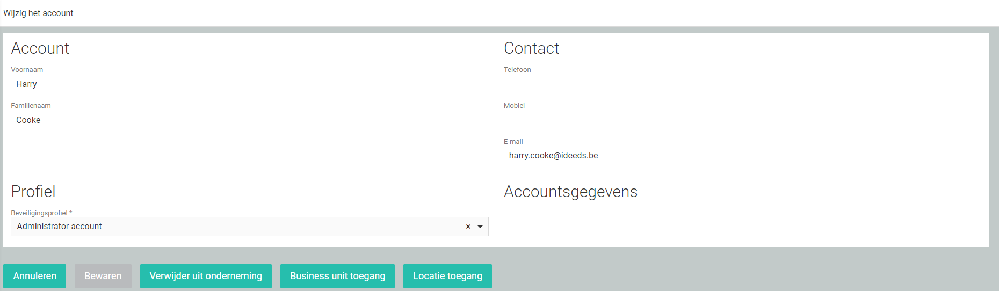 Wijzig het account
Account
Voornaam
Harry
Familienaam
Cooke
Contact
Telefoon
Mobiel
E-mail
harry.cooke@ideeds.be
Profiel
Beveiligingsprofiel *
Administrator account
Accountsgegevens
Annuleren
Bewaren
Verwijder uit onderneming
Business unit toegang
Locatie toegang